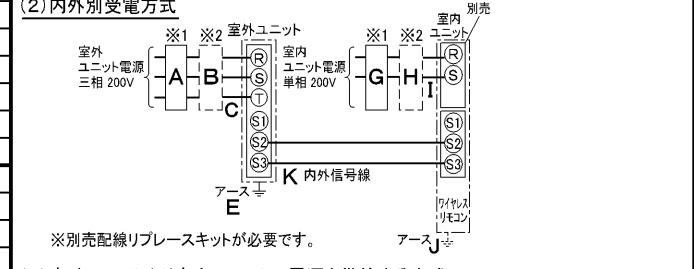 (2)内外別受電方式
別売
※1 ※2 室外ユニット
※1 ※2 室内ユニット
室外
ユニット電源
三相 200V
A
B
C
R
S
T
S1
S2
S3
室内
ユニット電源
単相 200V
G
H
I
R
S
S1
S2
S3
K 内外信号線
アース
E
ワイヤレス
リモコン
※別売配線リプレースキットが必要です。
アース J